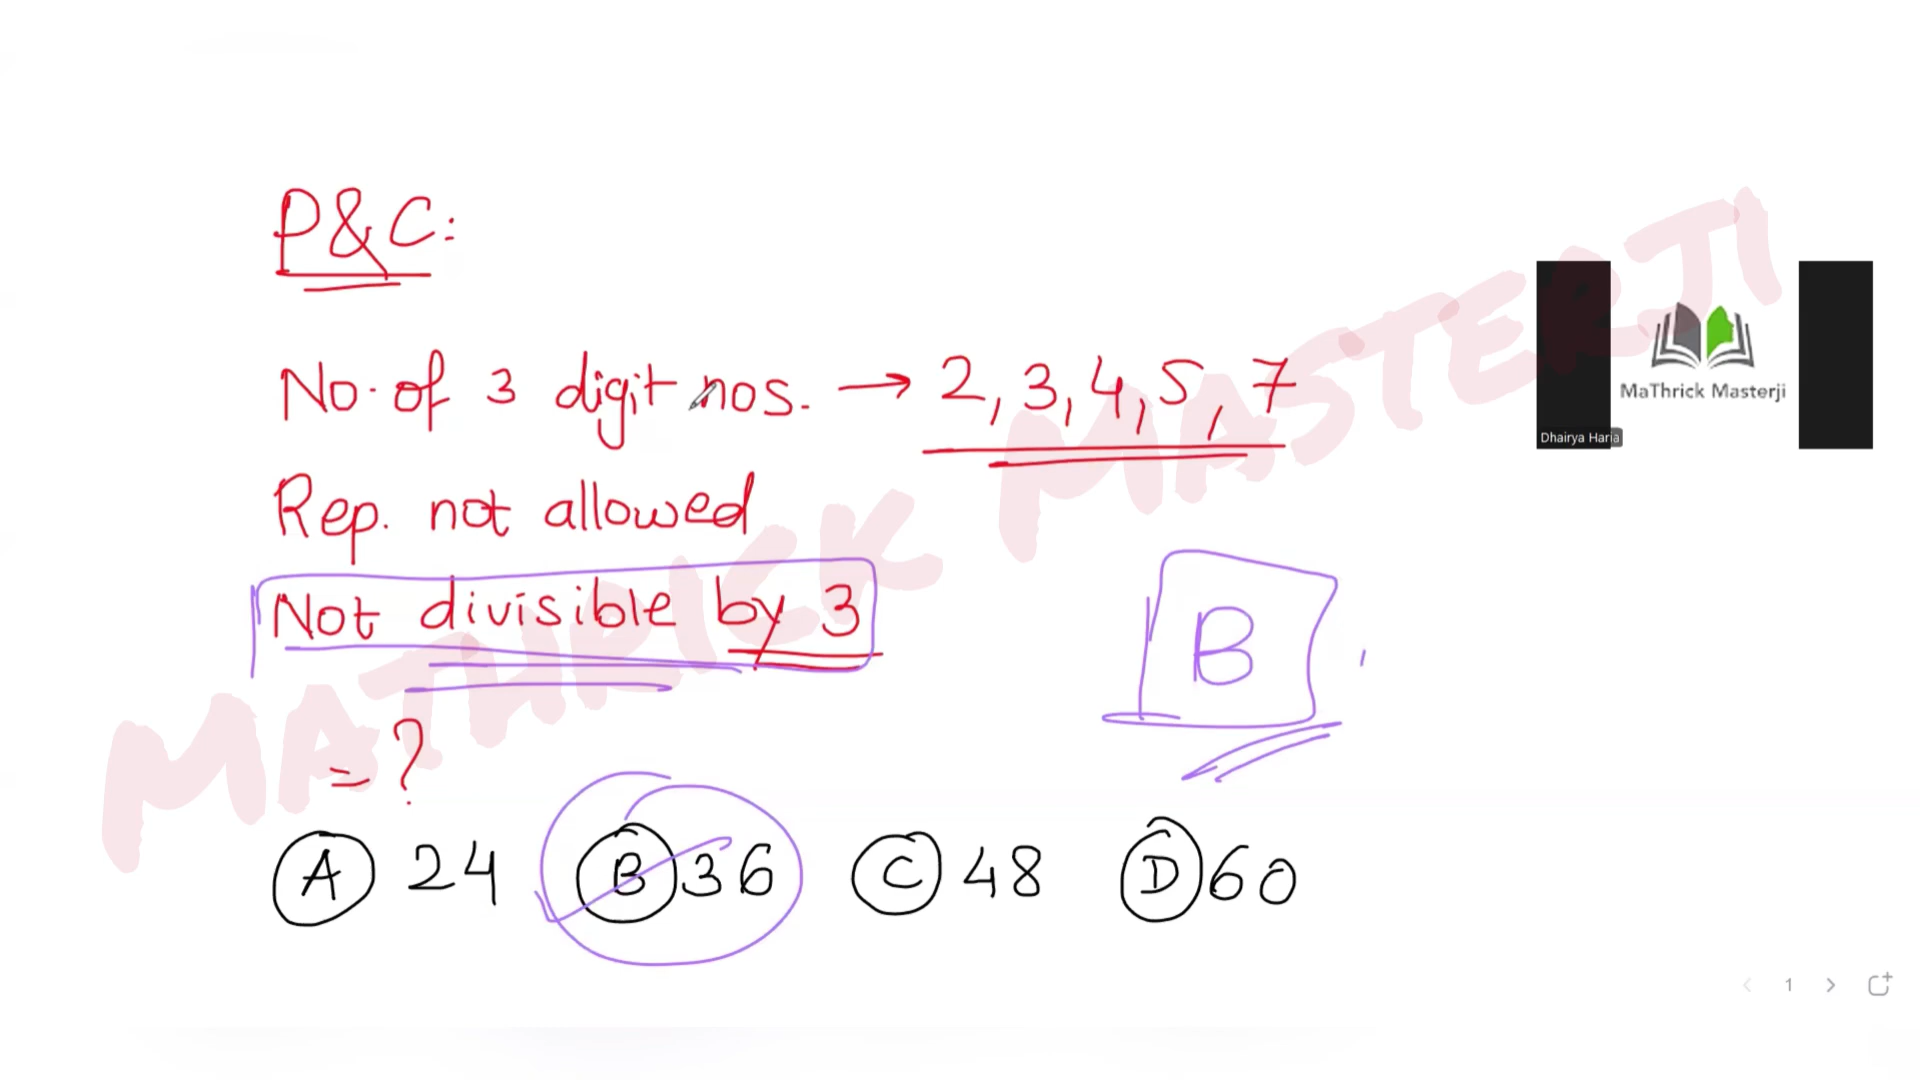 P&C:
No. of 3 digit nos. → 2, 3, 4, 5, 7
Rep. not allowed
Not divisible by 3
= ?
B
A 24 B 36 C 48 D 60
MATHRICK MASTERJI
MaThrick Masterji
Dhairya Haria
1